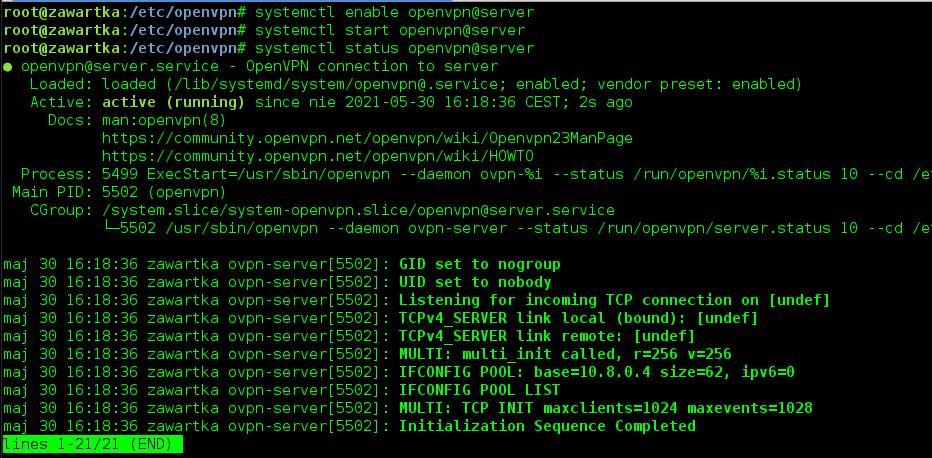 root@zawartka:/etc/openvpn# systemctl enable openvpn@server
root@zawartka:/etc/openvpn# systemctl start openvpn@server
root@zawartka:/etc/openvpn# systemctl status openvpn@server
● openvpn@server.service - OpenVPN connection to server
   Loaded: loaded (/lib/systemd/system/openvpn@.service; enabled; vendor preset: enabled)
   Active: active (running) since nie 2021-05-30 16:18:36 CEST; 2s ago
     Docs: man:openvpn(8)
           https://community.openvpn.net/openvpn/wiki/Openvpn23ManPage
           https://community.openvpn.net/openvpn/wiki/HOWTO
  Process: 5499 ExecStart=/usr/sbin/openvpn --daemon ovpn-%i --status /run/openvpn/%i.status 10 --cd /et
 Main PID: 5502 (openvpn)
   CGroup: /system.slice/system-openvpn.slice/openvpn@server.service
           └─5502 /usr/sbin/openvpn --daemon ovpn-server --status /run/openvpn/server.status 10 --cd /et
maj 30 16:18:36 zawartka ovpn-server[5502]: GID set to nogroup
maj 30 16:18:36 zawartka ovpn-server[5502]: UID set to nobody
maj 30 16:18:36 zawartka ovpn-server[5502]: Listening for incoming TCP connection on [undef]
maj 30 16:18:36 zawartka ovpn-server[5502]: TCPv4_SERVER link local (bound): [undef]
maj 30 16:18:36 zawartka ovpn-server[5502]: TCPv4_SERVER link remote: [undef]
maj 30 16:18:36 zawartka ovpn-server[5502]: MULTI: multi_init called, r=256 v=256
maj 30 16:18:36 zawartka ovpn-server[5502]: IFCONFIG POOL: base=10.8.0.4 size=62, ipv6=0
maj 30 16:18:36 zawartka ovpn-server[5502]: IFCONFIG POOL LIST
maj 30 16:18:36 zawartka ovpn-server[5502]: MULTI: TCP INIT maxclients=1024 maxevents=1028
maj 30 16:18:36 zawartka ovpn-server[5502]: Initialization Sequence Completed
lines 1-21/21 (END)